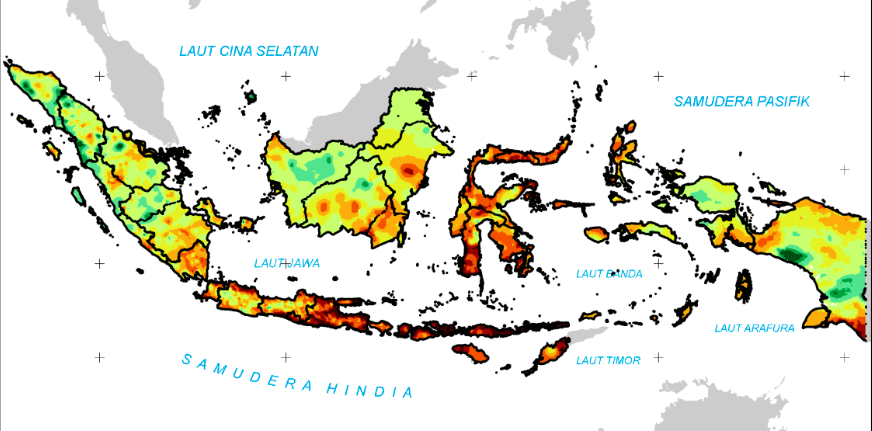 LAUT CINA SELATAN
SAMUDERA PASIFIK
LAUT JAWA
LAUT BANDA
LAUT ARAFURA
LAUT TIMOR
SAMUDERA HINDIA